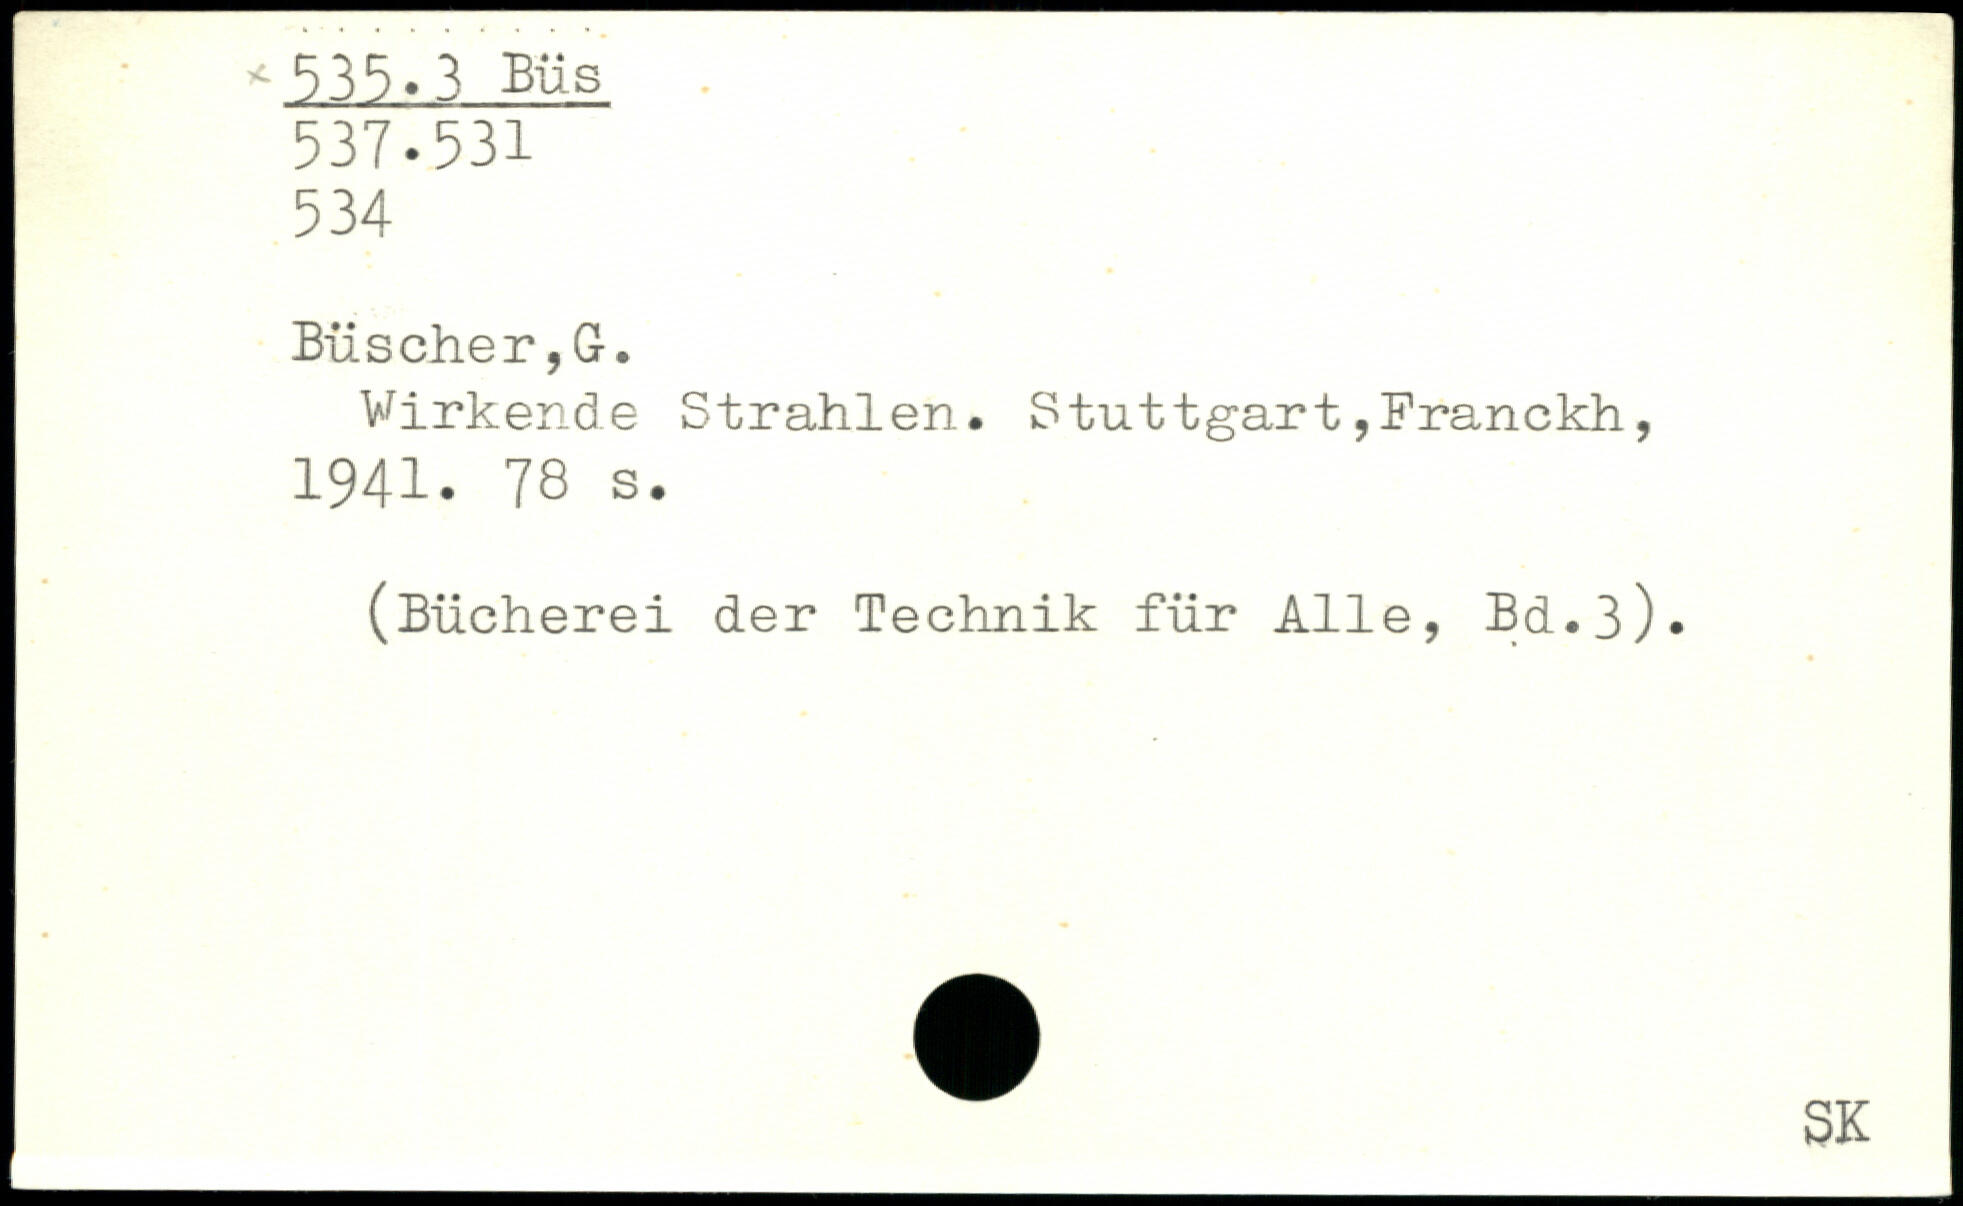 × 535.3 Büs
537.531
534
Büscher,G.
Wirkende Strahlen. Stuttgart,Franckh,
1941. 78 s.
(Bücherei der Technik für Alle, Bd.3).
SK